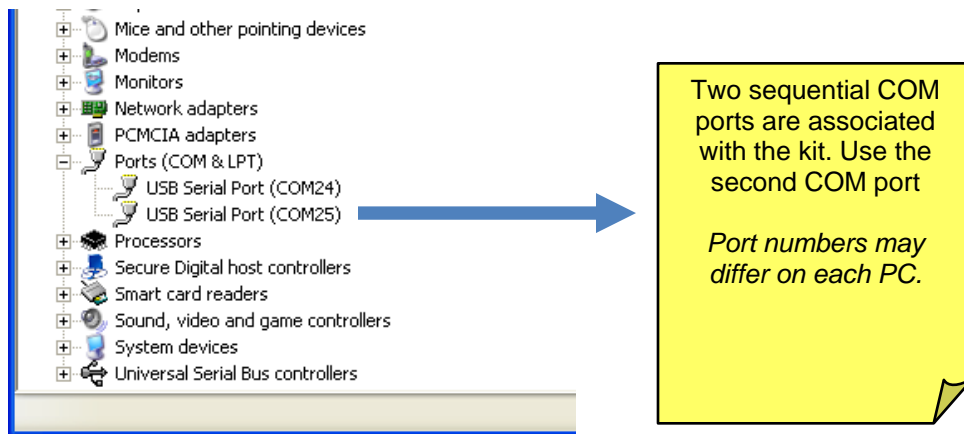 Mice and other pointing devices
Modems
Monitors
Network adapters
PCMCIA adapters
Ports (COM & LPT)
USB Serial Port (COM24)
USB Serial Port (COM25)
Processors
Secure Digital host controllers
Smart card readers
Sound, video and game controllers
System devices
Universal Serial Bus controllers
Two sequential COM
ports are associated
with the kit. Use the
second COM port
Port numbers may
differ on each PC.